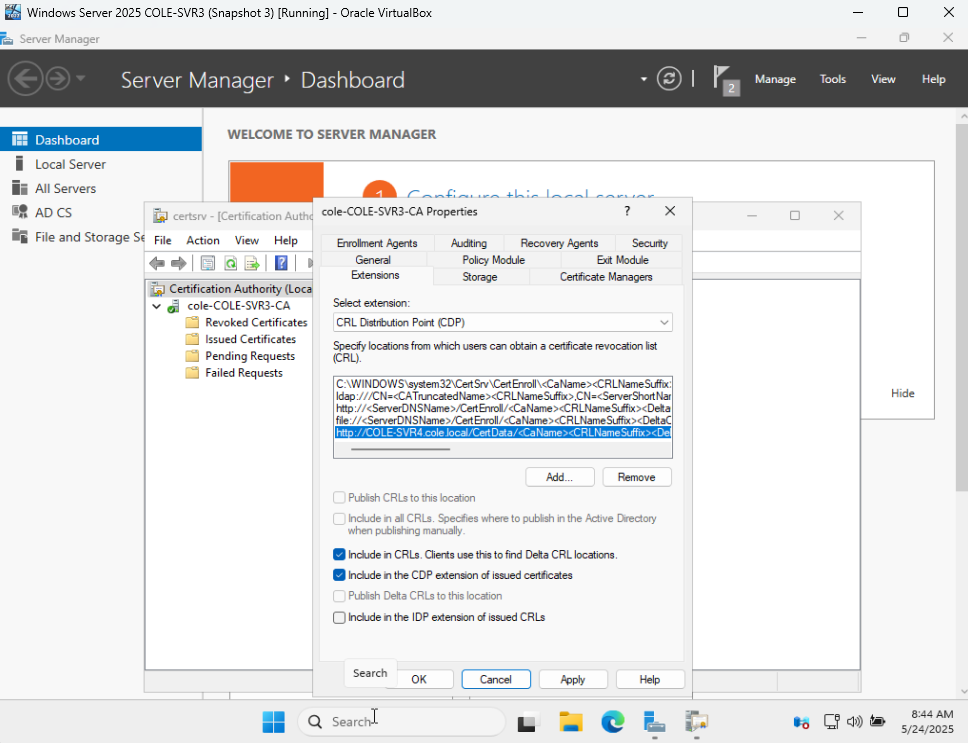 Windows Server 2025 COLE-SVR3 (Snapshot 3) [Running] - Oracle VirtualBox
Server Manager
Server Manager ‣ Dashboard
2
Manage Tools View Help
Dashboard
Local Server
All Servers
AD CS
File and Storage Se
WELCOME TO SERVER MANAGER
1 Configure this local server
Hide
certsrv - [Certification Autho
File Action View Help
Certification Authority (Loca
cole-COLE-SVR3-CA
Revoked Certificates
Issued Certificates
Pending Requests
Failed Requests
cole-COLE-SVR3-CA Properties
?
Enrollment Agents Auditing Recovery Agents Security
General Policy Module Exit Module
Extensions Storage Certificate Managers
Select extension:
CRL Distribution Point (CDP)
Specify locations from which users can obtain a certificate revocation list
(CRL).
C:\WINDOWS\system32\CertSrv\CertEnroll\<CaName><CRLNameSuffix:
ldap:///CN=<CATruncatedName><CRLNameSuffix>,CN=<ServerShortNar
http://<ServerDNSName>/CertEnroll/<CaName><CRLNameSuffix><Delta
file://<ServerDNSName>/CertEnroll/<CaName><CRLNameSuffix><DeltaC
http://COLE-SVR4.cole.local/CertData/<CaName><CRLNameSuffix><Del
Add... Remove
Publish CRLs to this location
Include in all CRLs. Specifies where to publish in the Active Directory
when publishing manually.
Include in CRLs. Clients use this to find Delta CRL locations.
Include in the CDP extension of issued certificates
Publish Delta CRLs to this location
Include in the IDP extension of issued CRLs
Search
OK Cancel Apply Help
Search
8:44 AM
5/24/2025